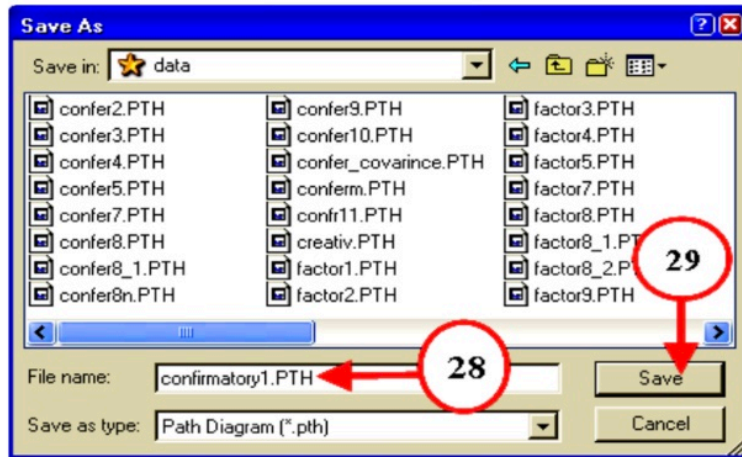 Save As
Save in: data
confer2.PTH confer9.PTH factor3.PTH
confer3.PTH confer10.PTH factor4.PTH
confer4.PTH confer_covarince.PTH factor5.PTH
confer5.PTH conferm.PTH factor7.PTH
confer7.PTH confr11.PTH factor8.PTH
confer8.PTH creativ.PTH factor8_1.PT
confer8_1.PTH factor1.PTH factor8_2.P 29
confer8n.PTH factor2.PTH factor9.PTH
File name: confirmatory1.PTH 28 Save
Save as type: Path Diagram (*.pth) Cancel